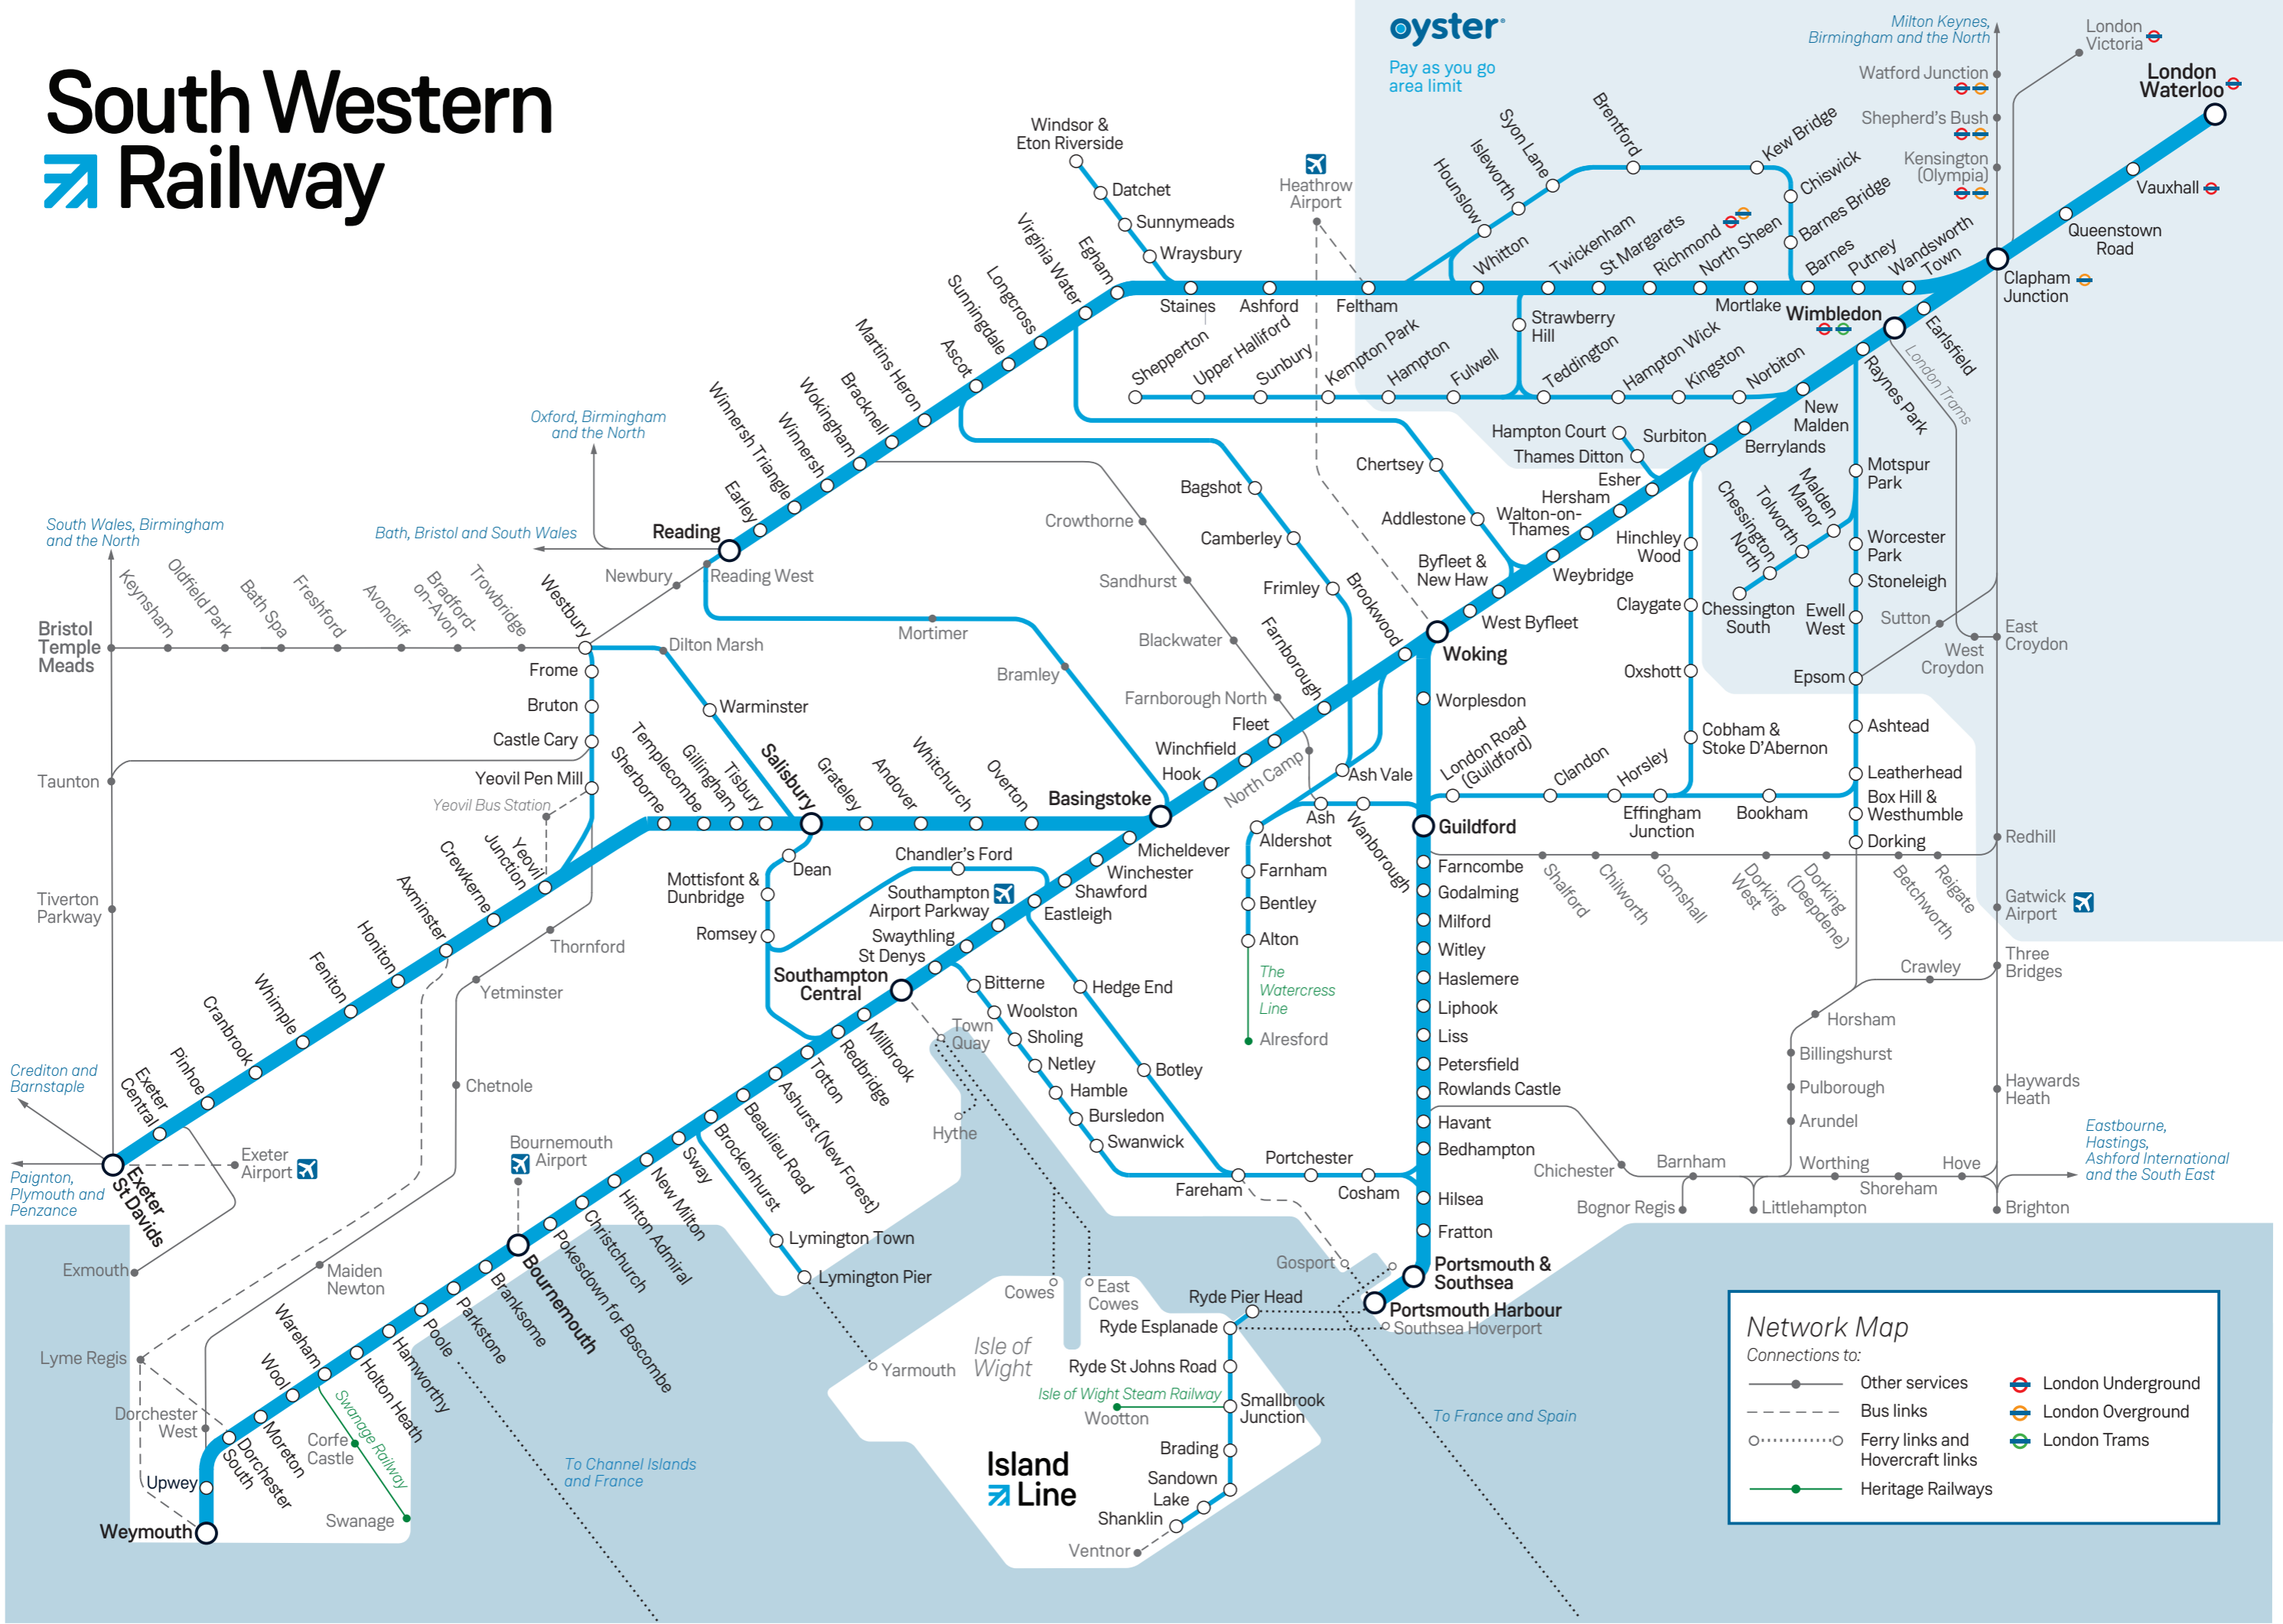 South Western
Railway
oyster
Pay as you go
area limit
Milton Keynes,
Birmingham and the North
London
Victoria
Watford Junction
Shepherd's Bush
Kensington
(Olympia)
London
Waterloo
Vauxhall
Queenstown
Road
Clapham
Junction
Windsor &
Eton Riverside
Datchet
Sunnymeads
Wraysbury
Heathrow
Airport
Hounslow
Isleworth
Syon Lane
Brentford
Kew Bridge
Chiswick
Barnes Bridge
Virginia Water
Egham
Staines
Ashford
Feltham
Whitton
Twickenham
St Margarets
Richmond
North Sheen
Mortlake
Barnes
Putney
Wandsworth
Town
Wimbledon
Earlsfield
London Trams
Raynes Park
Strawberry
Hill
Shepperton
Upper Halliford
Sunbury
Kempton Park
Hampton
Fulwell
Teddington
Hampton Wick
Kingston
Norbiton
New
Malden
Berrylands
Surbiton
Hampton Court
Thames Ditton
Esher
Hersham
Walton-on-
Thames
Weybridge
Byfleet &
New Haw
West Byfleet
Woking
Chertsey
Addlestone
Longcross
Sunningdale
Ascot
Martins Heron
Bracknell
Wokingham
Winnersh
Winnersh Triangle
Earley
Reading
Oxford, Birmingham
and the North
Bath, Bristol and South Wales
South Wales, Birmingham
and the North
Newbury
Reading West
Mortimer
Bramley
Bagshot
Camberley
Frimley
Crowthorne
Sandhurst
Blackwater
Farnborough North
North Camp
Brookwood
Farnborough
Fleet
Winchfield
Hook
Basingstoke
Motspur
Park
Malden
Manor
Tolworth
Chessington
North
Chessington
South
Worcester
Park
Stoneleigh
Ewell
West
Epsom
Sutton
West
Croydon
East
Croydon
Hinchley
Wood
Claygate
Oxshott
Cobham &
Stoke D'Abernon
Ashtead
Leatherhead
Box Hill &
Westhumble
Dorking
Bookham
Effingham
Junction
Horsley
Clandon
London Road
(Guildford)
Worplesdon
Guildford
Ash Vale
Ash
Wanborough
Aldershot
Farnham
Bentley
Alton
The
Watercress
Line
Alresford
Farncombe
Godalming
Milford
Witley
Haslemere
Liphook
Liss
Petersfield
Rowlands Castle
Havant
Bedhampton
Hilsea
Fratton
Portsmouth &
Southsea
Portsmouth Harbour
Southsea Hoverport
Shalford
Chilworth
Gomshall
Dorking
West
Dorking
(Deepdene)
Betchworth
Reigate
Redhill
Gatwick
Airport
Three
Bridges
Crawley
Horsham
Billingshurst
Pulborough
Arundel
Haywards
Heath
Eastbourne,
Hastings,
Ashford International
and the South East
Chichester
Barnham
Bognor Regis
Littlehampton
Worthing
Shoreham
Hove
Brighton
Bristol
Temple
Meads
Keynsham
Oldfield Park
Bath Spa
Freshford
Avoncliff
Bradford-
on-Avon
Trowbridge
Westbury
Dilton Marsh
Warminster
Frome
Bruton
Castle Cary
Yeovil Pen Mill
Yeovil Bus Station
Yeovil
Junction
Taunton
Tiverton
Parkway
Sherborne
Templecombe
Gillingham
Tisbury
Salisbury
Grateley
Andover
Whitchurch
Overton
Crewkerne
Axminster
Honiton
Feniton
Whimple
Cranbrook
Pinhoe
Exeter
Central
Exeter
St Davids
Crediton and
Barnstaple
Paignton,
Plymouth and
Penzance
Exeter
Airport
Exmouth
Lyme Regis
Thornford
Yetminster
Chetnole
Maiden
Newton
Dorchester
West
Dean
Mottisfont &
Dunbridge
Romsey
Chandler's Ford
Micheldever
Winchester
Shawford
Eastleigh
Southampton
Airport Parkway
Swaythling
St Denys
Southampton
Central
Bitterne
Woolston
Sholing
Netley
Hamble
Bursledon
Swanwick
Hedge End
Botley
Fareham
Portchester
Cosham
Town
Quay
Hythe
Millbrook
Redbridge
Totton
Ashurst (New Forest)
Beaulieu Road
Brockenhurst
Sway
New Milton
Hinton Admiral
Christchurch
Pokesdown for Boscombe
Bournemouth
Bournemouth
Airport
Branksome
Parkstone
Poole
Hamworthy
Holton Heath
Wareham
Wool
Moreton
Dorchester
South
Upwey
Weymouth
Swanage Railway
Corfe
Castle
Swanage
Lymington Town
Lymington Pier
Yarmouth
Isle of
Wight
Cowes
East
Cowes
Gosport
Ryde Pier Head
Ryde Esplanade
Ryde St Johns Road
Isle of Wight Steam Railway
Wootton
Smallbrook
Junction
Brading
Sandown
Lake
Shanklin
Ventnor
Island
Line
To Channel Islands
and France
To France and Spain
Network Map
Connections to:
Other services
Bus links
Ferry links and
Hovercraft links
Heritage Railways
London Underground
London Overground
London Trams